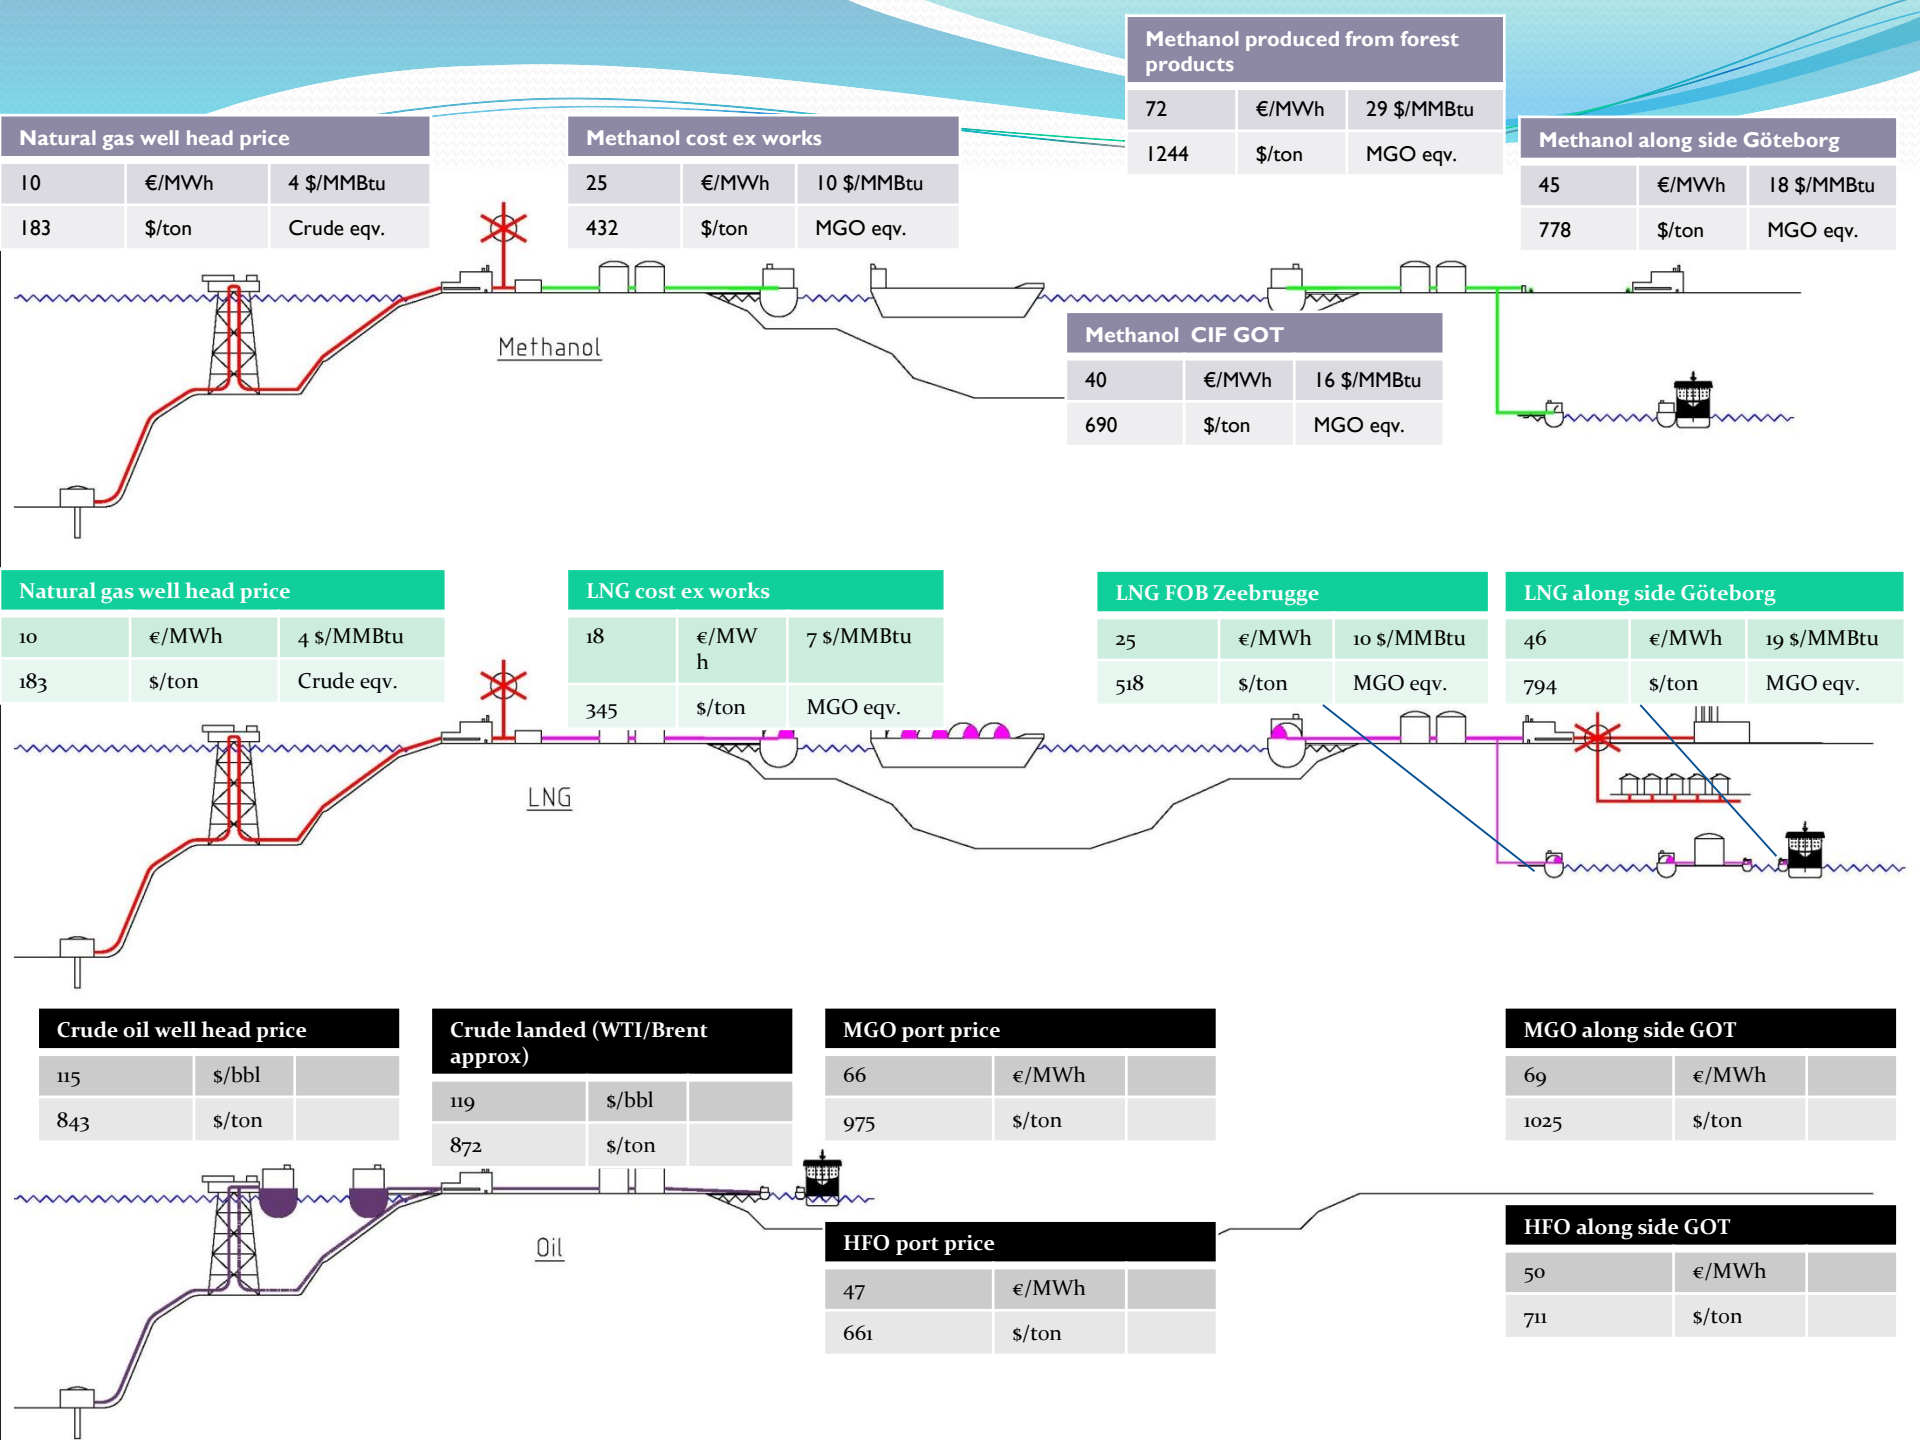 Methanol produced from forest
products
72 €/MWh 29 $/MMBtu
1244 $/ton MGO eqv.
Natural gas well head price
10 €/MWh 4 $/MMBtu
183 $/ton Crude eqv.
Methanol cost ex works
25 €/MWh 10 $/MMBtu
432 $/ton MGO eqv.
Methanol along side Göteborg
45 €/MWh 18 $/MMBtu
778 $/ton MGO eqv.
Methanol
Methanol CIF GOT
40 €/MWh 16 $/MMBtu
690 $/ton MGO eqv.
Natural gas well head price
10 €/MWh 4 $/MMBtu
183 $/ton Crude eqv.
LNG cost ex works
18 €/MW 7 $/MMBtu
h
345 $/ton MGO eqv.
LNG FOB Zeebrugge
25 €/MWh 10 $/MMBtu
518 $/ton MGO eqv.
LNG along side Göteborg
46 €/MWh 19 $/MMBtu
794 $/ton MGO eqv.
LNG
Crude oil well head price
115 $/bbl
843 $/ton
Crude landed (WTI/Brent
approx)
119 $/bbl
872 $/ton
MGO port price
66 €/MWh
975 $/ton
MGO along side GOT
69 €/MWh
1025 $/ton
Oil
HFO port price
47 €/MWh
661 $/ton
HFO along side GOT
50 €/MWh
711 $/ton